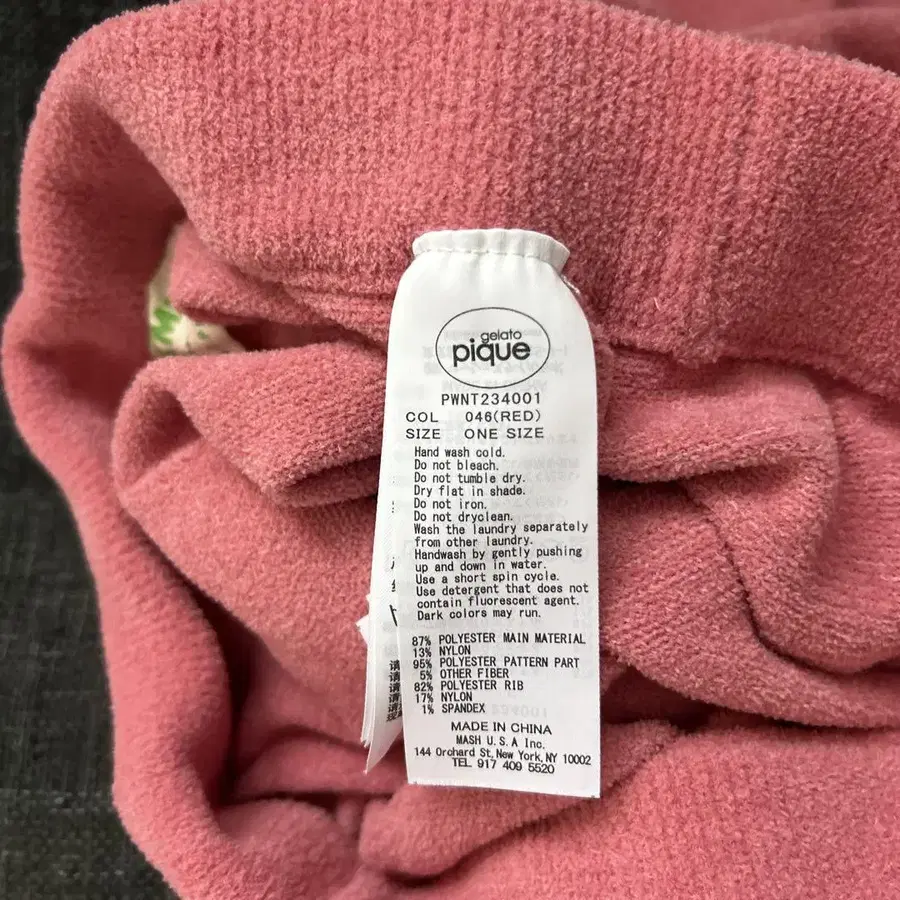 gelato
pique
PWNT234001
COL 046(RED)
SIZE ONE SIZE
Hand wash cold.
Do not bleach.
Do not tumble dry.
Dry flat in shade.
Do not iron.
Do not dryclean.
Wash the laundry separately
from other laundry.
Handwash by gently pushing
up and down in water.
Use a short spin cycle.
Use detergent that does not
contain fluorescent agent.
Dark colors may run.
87% POLYESTER MAIN MATERIAL
13% NYLON
95% POLYESTER PATTERN PART
5% OTHER FIBER
82% POLYESTER RIB
17% NYLON
1% SPANDEX
MADE IN CHINA
MASH U.S.A Inc.
144 Orchard St, New York, NY, 10002
TEL 917 409 5520
请
请
请
请
现